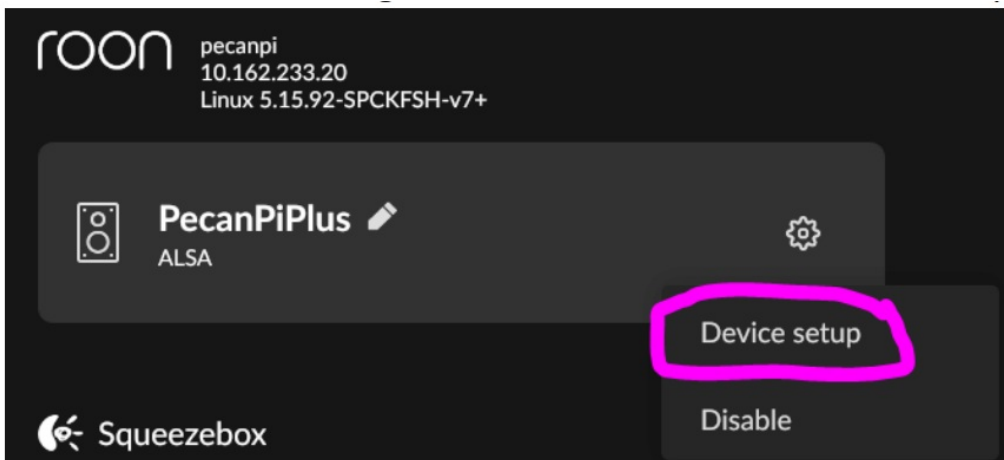 roon
pecanpi
10.162.233.20
Linux 5.15.92-SPCKFSH-v7+
PecanPiPlus
ALSA
Device setup
Disable
Squeezebox